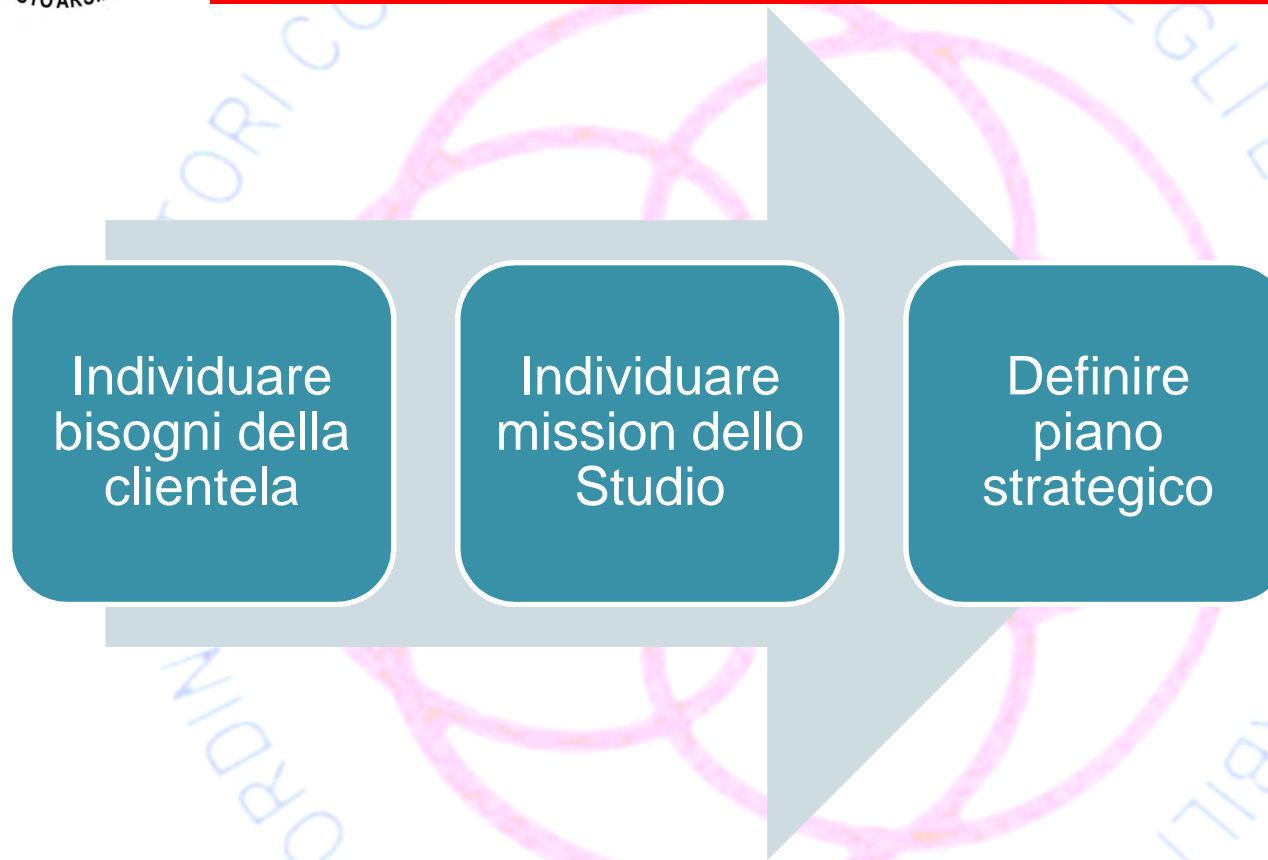 Individuare
bisogni della
clientela
Individuare
mission dello
Studio
Definire
piano
strategico